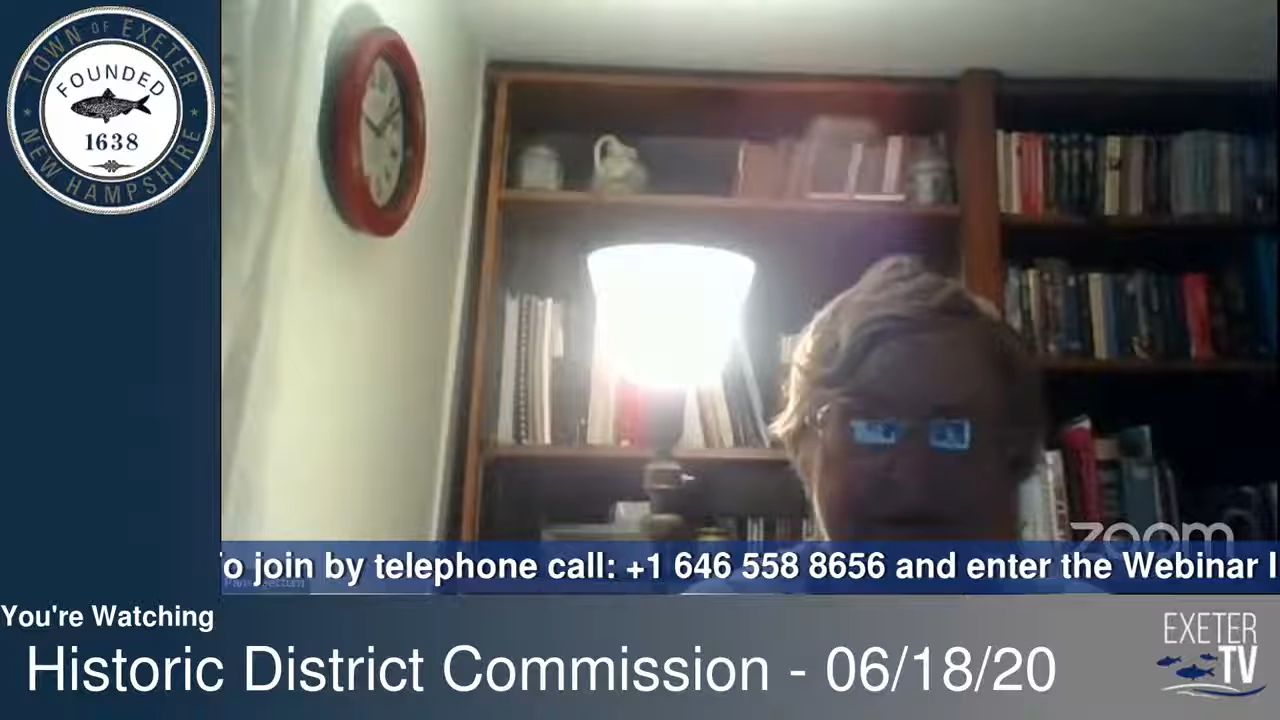 TOWN OF EXETER
FOUNDED
1638
NEW HAMPSHIRE
zoom
To join by telephone call: +1 646 558 8656 and enter the Webinar I
You're Watching
Historic District Commission - 06/18/20
EXETER
TV